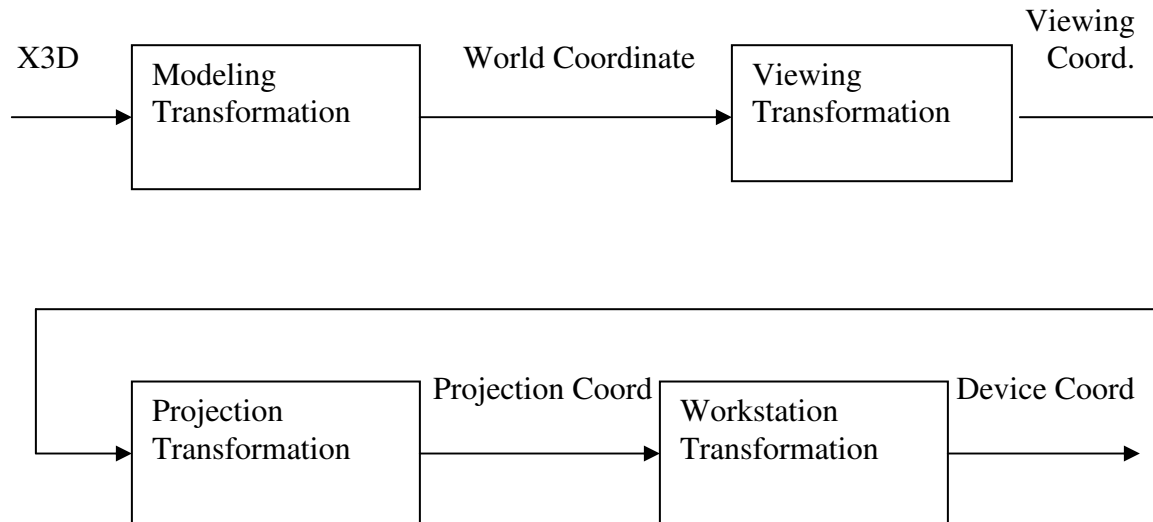 X3D
Modeling
Transformation
World Coordinate
Viewing
Transformation
Viewing
Coord.
Projection
Transformation
Projection Coord
Workstation
Transformation
Device Coord